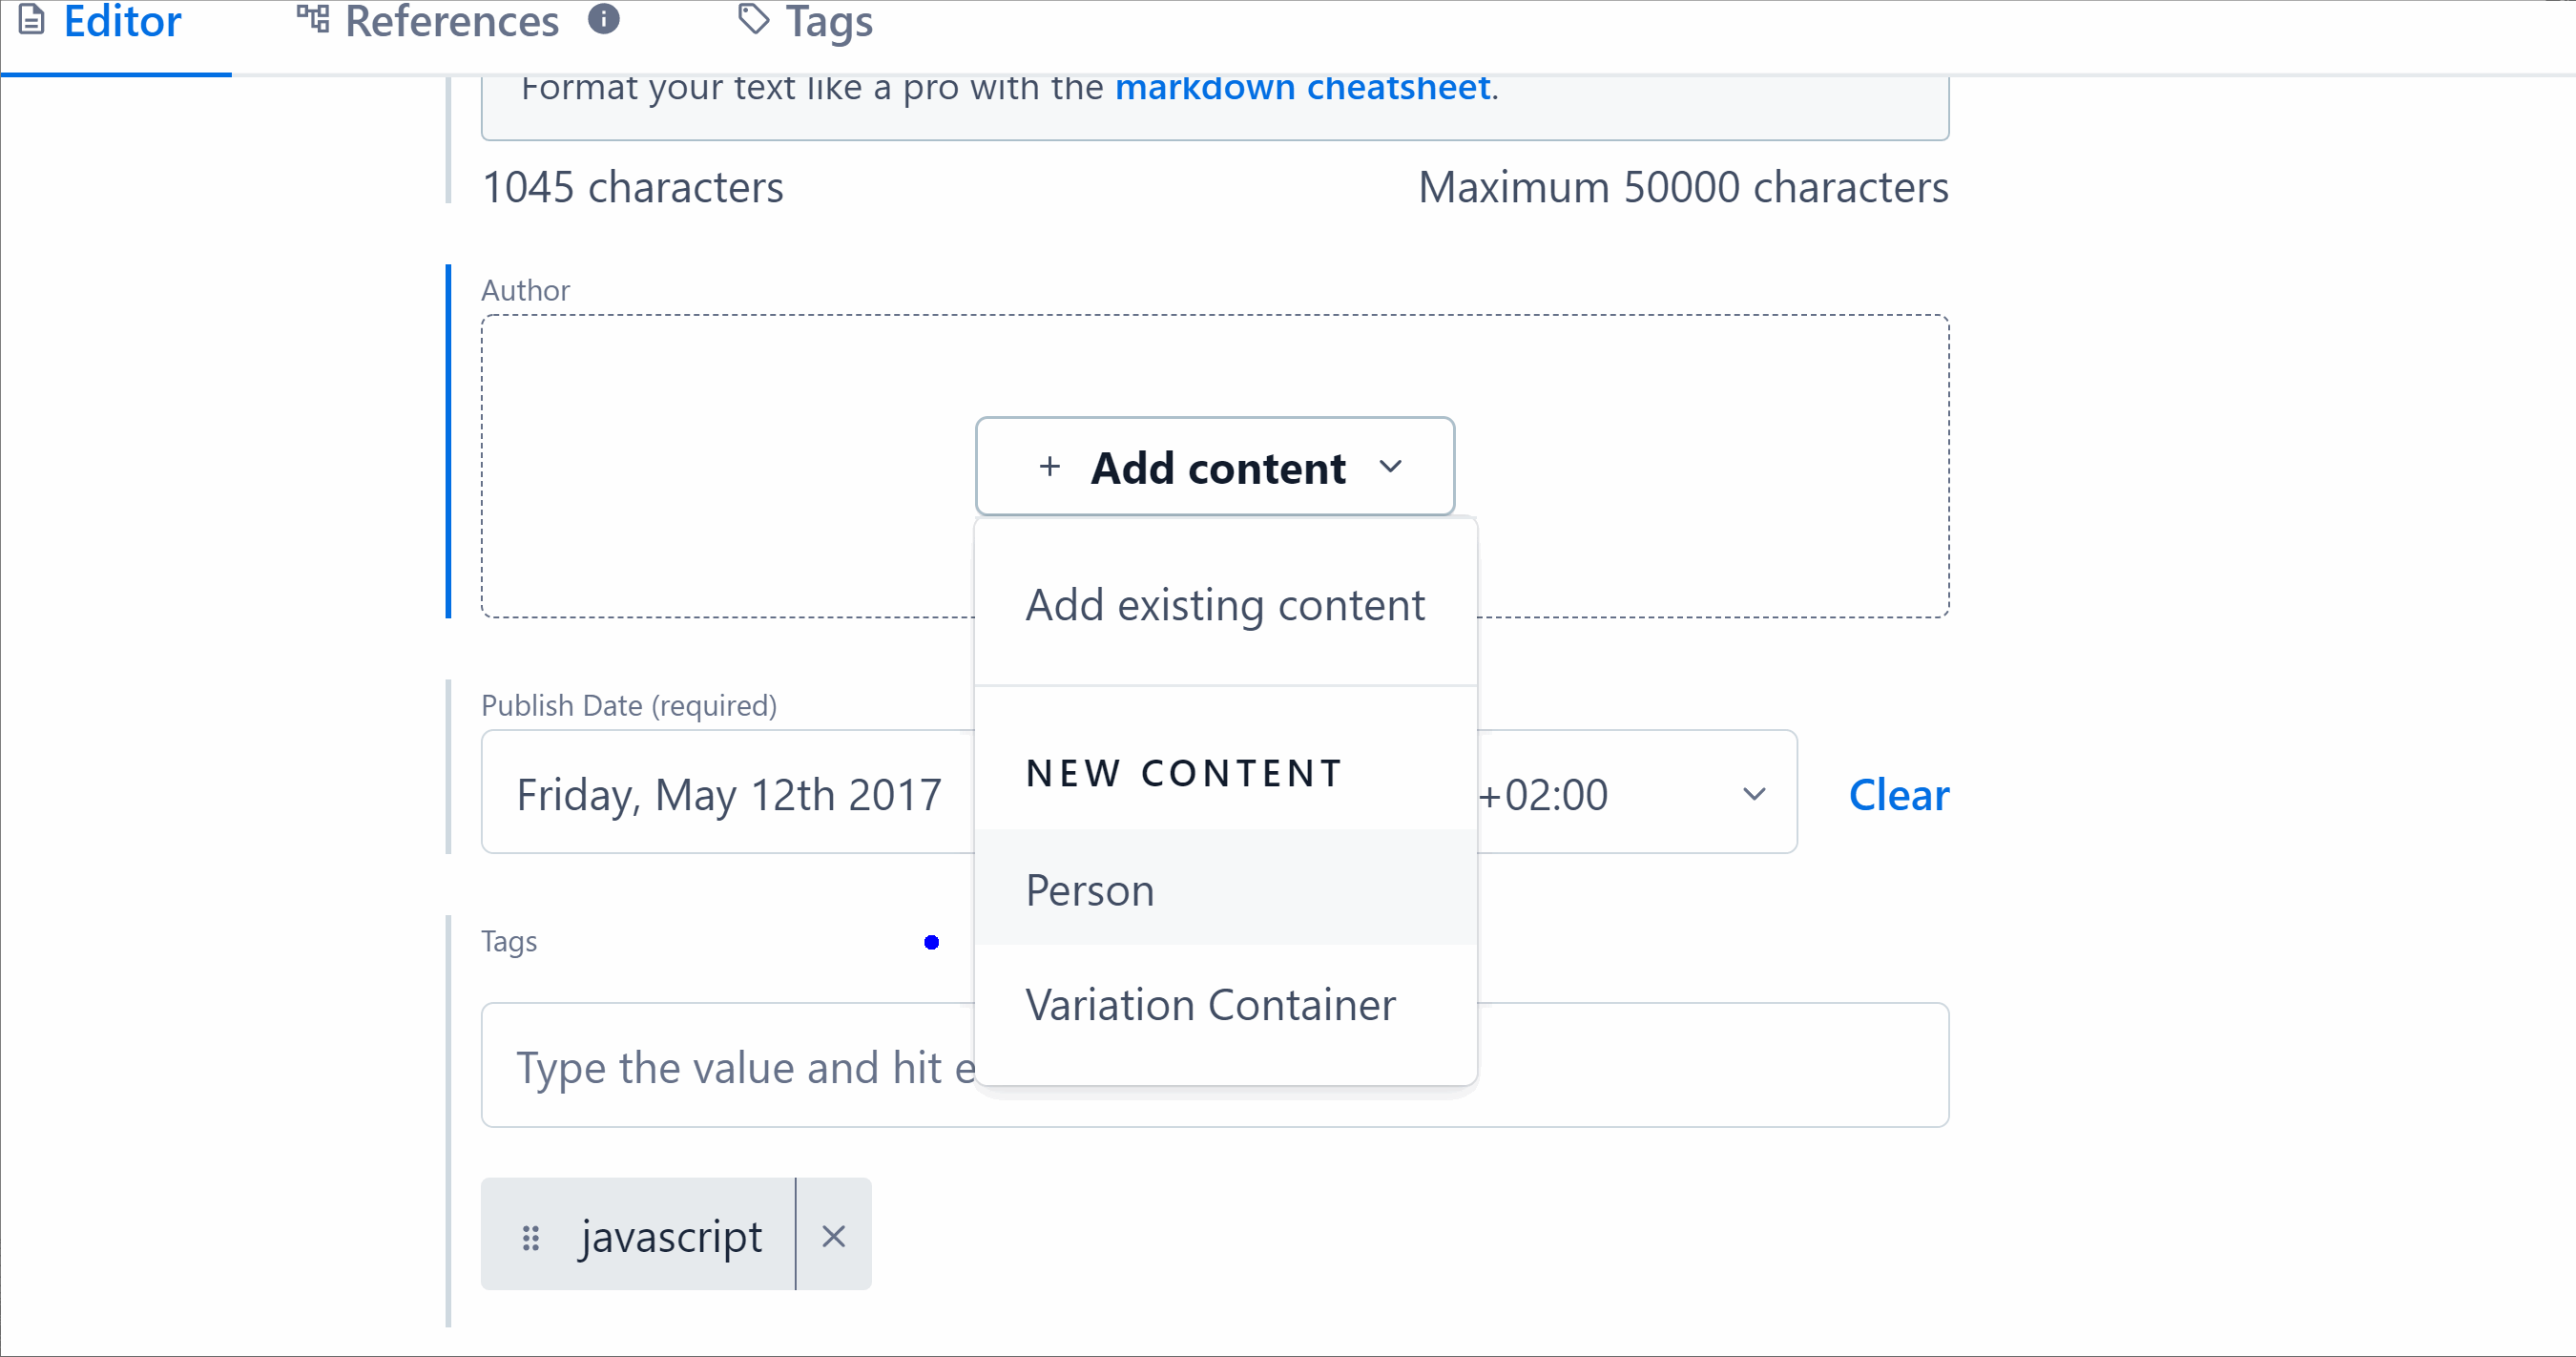 Editor References Tags
Format your text like a pro with the markdown cheatsheet.
1045 characters Maximum 50000 characters
Author
+ Add content
Add existing content
NEW CONTENT
Person
Variation Container
Publish Date (required)
Friday, May 12th 2017 +02:00 Clear
Tags
Type the value and hit e
javascript